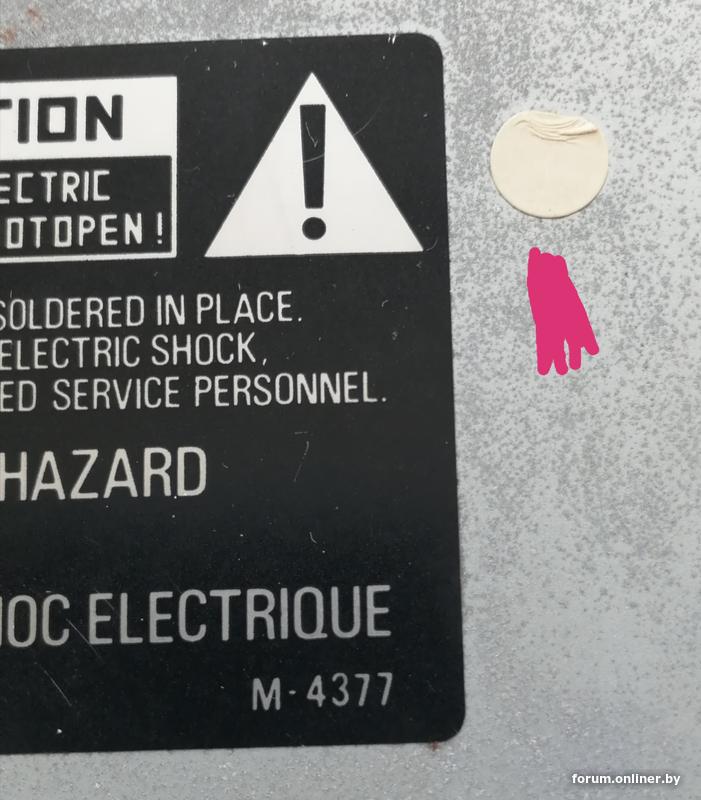 TION
ECTRIC
OTOPEN!
SOLDERED IN PLACE.
ELECTRIC SHOCK,
ED SERVICE PERSONNEL.
HAZARD
OC ELECTRIQUE
M-4377
forum.onliner.by